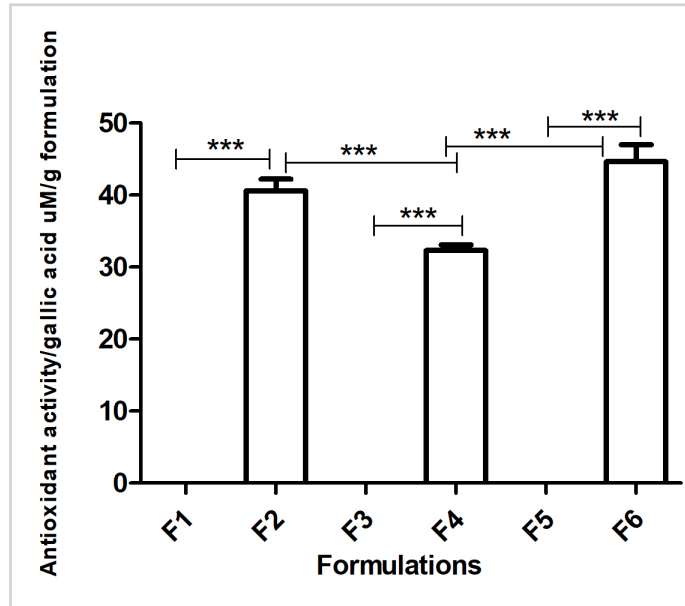 Antioxidant activity/gallic acid uM/g formulation
50
40
30
20
10
0
***
***
***
***
***
F1
F2
F3
F4
F5
F6
Formulations